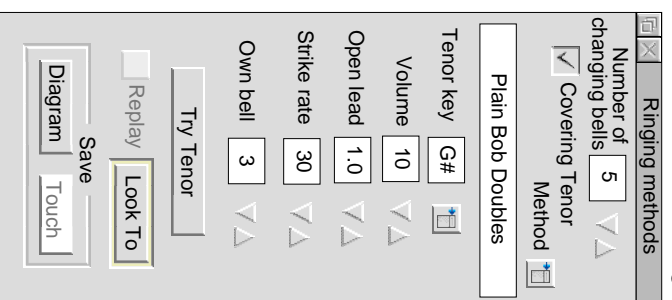 Ringing methods
Number of
changing bells 5
Covering Tenor
Method
Plain Bob Doubles
Tenor key G#
Volume 10
Open lead 1.0
Strike rate 30
Own bell 3
Try Tenor
Replay Look To
Save
Diagram Touch